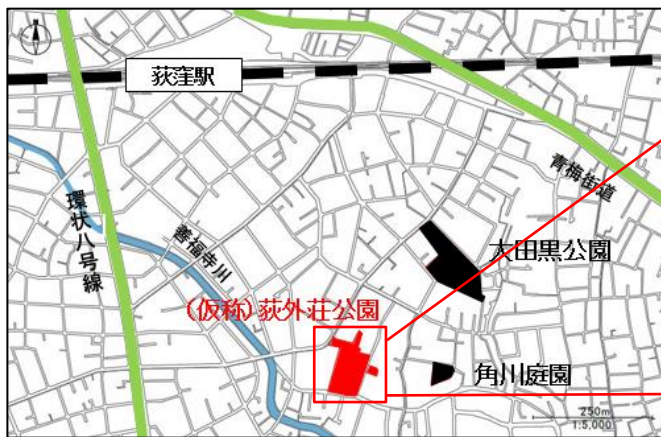 荻窪駅
青梅街道
環状八号線
善福寺川
大田黒公園
(仮称)荻外荘公園
角川庭園
250m
1:5,000